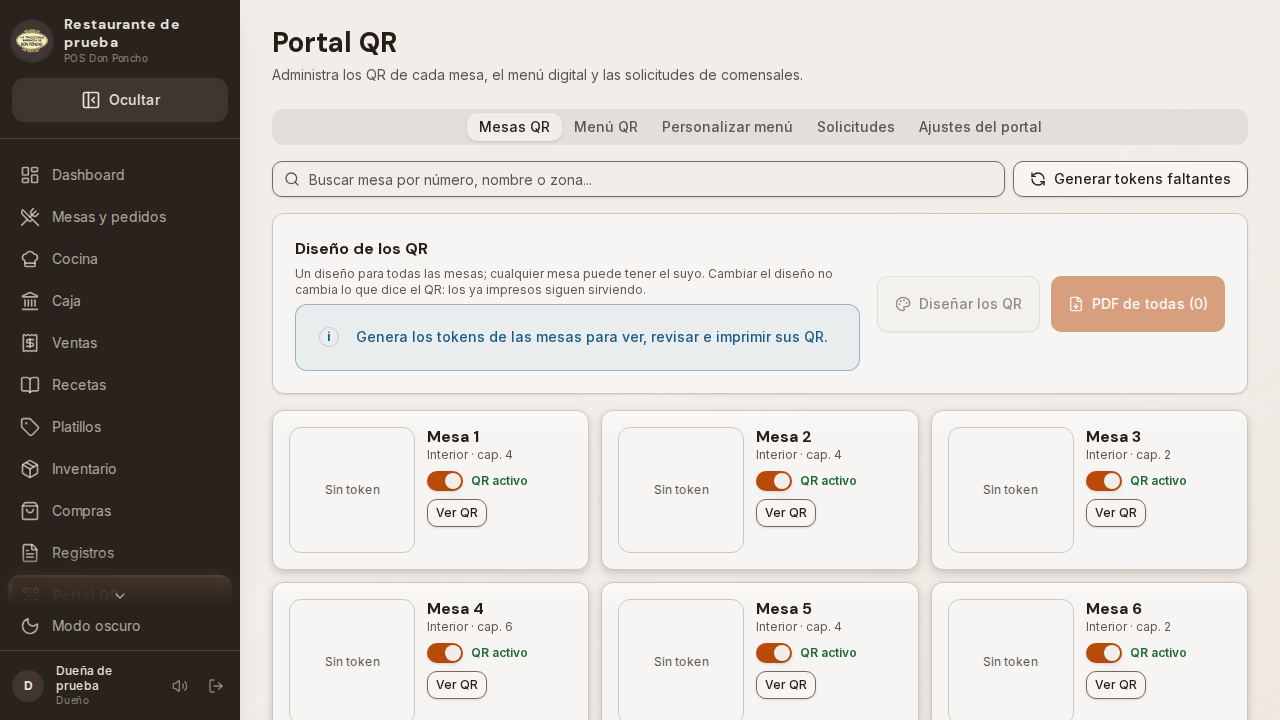 Restaurante de
prueba
POS Don Poncho
Ocultar
Dashboard
Mesas y pedidos
Cocina
Caja
Ventas
Recetas
Platillos
Inventario
Compras
Registros
Portal QR
Modo oscuro
D
Dueña de
prueba
Dueño
Portal QR
Administra los QR de cada mesa, el menú digital y las solicitudes de comensales.
Mesas QR
Menú QR
Personalizar menú
Solicitudes
Ajustes del portal
Buscar mesa por número, nombre o zona...
Generar tokens faltantes
Diseño de los QR
Un diseño para todas las mesas; cualquier mesa puede tener el suyo. Cambiar el diseño no
cambia lo que dice el QR: los ya impresos siguen sirviendo.
i
Genera los tokens de las mesas para ver, revisar e imprimir sus QR.
Diseñar los QR
PDF de todas (0)
Sin token
Mesa 1
Interior · cap. 4
QR activo
Ver QR
Sin token
Mesa 2
Interior · cap. 4
QR activo
Ver QR
Sin token
Mesa 3
Interior · cap. 2
QR activo
Ver QR
Sin token
Mesa 4
Interior · cap. 6
QR activo
Ver QR
Sin token
Mesa 5
Interior · cap. 4
QR activo
Ver QR
Sin token
Mesa 6
Interior · cap. 2
QR activo
Ver QR